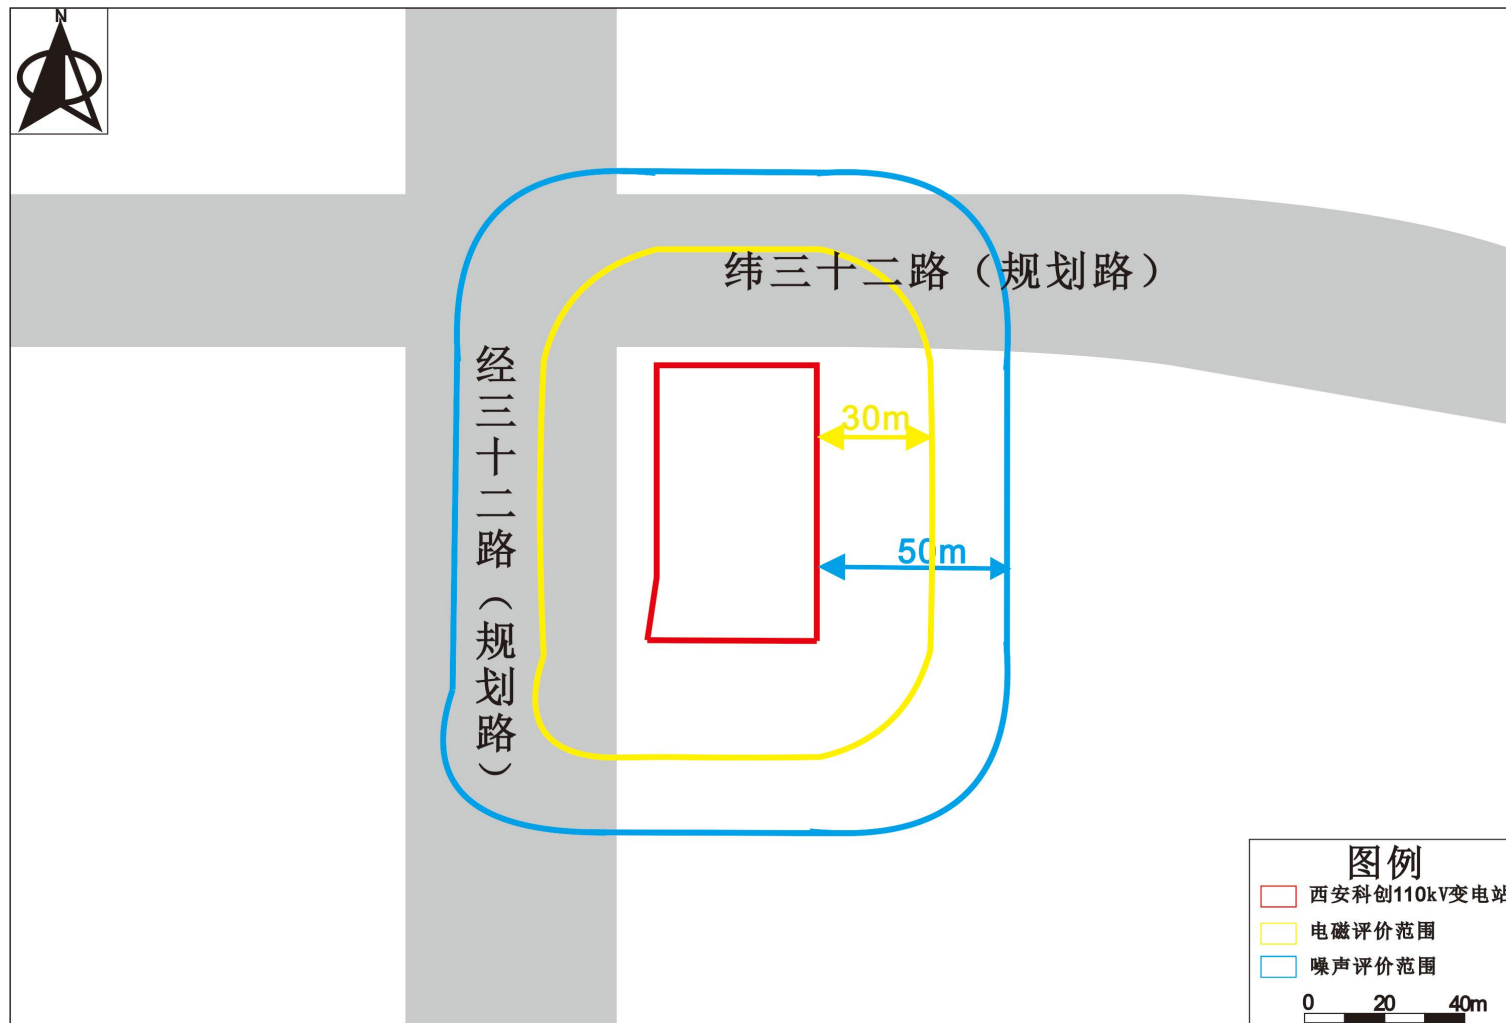 N
纬三十二路（规划路）
经三十二路（规划路）
30m
50m
图例
西安科创110kV变电站
电磁评价范围
噪声评价范围
0 20 40m